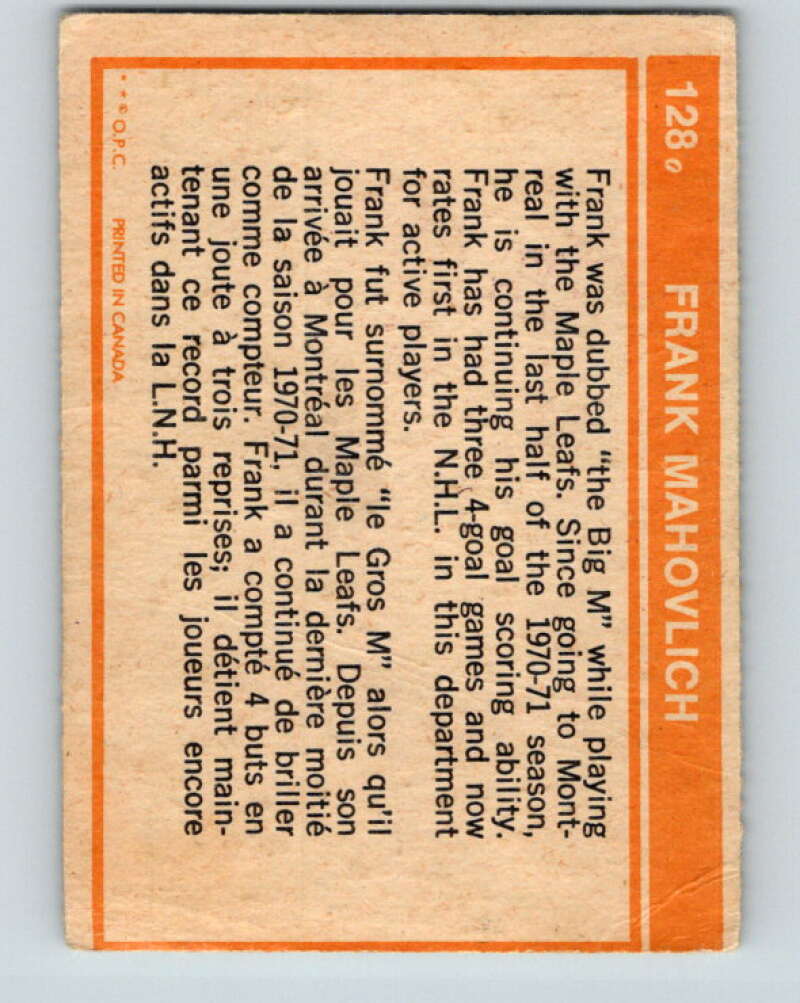 128 FRANK MAHOVLICH
Frank was dubbed "the Big M" while playing
with the Maple Leafs. Since going to Mont-
real in the last half of the 1970-71 season,
he is continuing his goal scoring ability.
Frank has had three 4-goal games and now
rates first in the N.H.L. in this department
for active players.
Frank fut surnommé "le Gros M" alors qu'il
jouait pour les Maple Leafs. Depuis son
arrivée à Montréal durant la dernière moitié
de la saison 1970-71, il a continué de briller
comme compteur. Frank a compté 4 buts en
une joute à trois reprises; il détient main-
tenant ce record parmi les joueurs encore
actifs dans la L.N.H.
* * © O.P.C. PRINTED IN CANADA